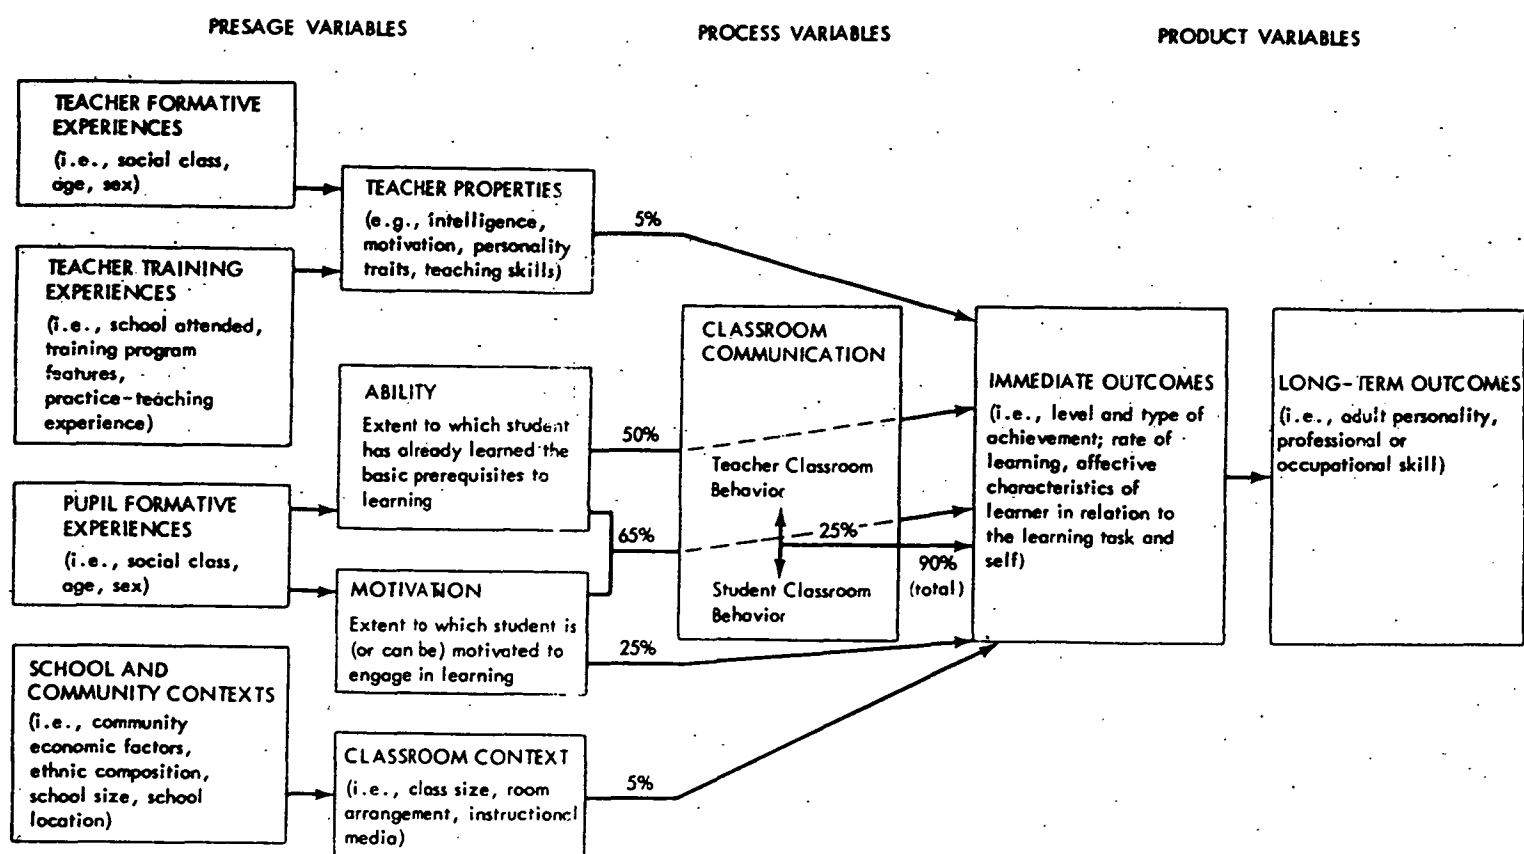 PRESAGE VARIABLES
PROCESS VARIABLES
PRODUCT VARIABLES
TEACHER FORMATIVE
EXPERIENCES
(i.e., social class,
age, sex)
TEACHER TRAINING
EXPERIENCES
(i.e., school attended,
training program
features,
practice-teaching
experience)
PUPIL FORMATIVE
EXPERIENCES
(i.e., social class,
age, sex)
SCHOOL AND
COMMUNITY CONTEXTS
(i.e., community
economic factors,
ethnic composition,
school size, school
location)
TEACHER PROPERTIES
(e.g., intelligence,
motivation, personality
traits, teaching skills)
ABILITY
Extent to which student
has already learned the
basic prerequisites to
learning
MOTIVATION
Extent to which student is
(or can be) motivated to
engage in learning
CLASSROOM CONTEXT
(i.e., class size, room
arrangement, instructional
media)
5%
50%
65%
25%
5%
CLASSROOM
COMMUNICATION
Teacher Classroom
Behavior
25%
Student Classroom
Behavior
90%
(total)
IMMEDIATE OUTCOMES
(i.e., level and type of
achievement; rate of
learning, affective
characteristics of
learner in relation to
the learning task and
self)
LONG-TERM OUTCOMES
(i.e., adult personality,
professional or
occupational skill)